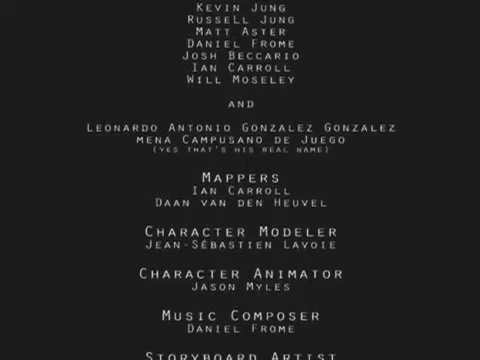 Kevin Jung
Russell Jung
Matt Aster
Daniel Frome
Josh Beccario
Ian Carroll
Will Moseley
and
Leonardo Antonio Gonzalez Gonzalez
mena Campusano de Juego
(yes that's his real name)
Mappers
Ian Carroll
Daan van den Heuvel
Character Modeler
Jean-Sébastien Lavoie
Character Animator
Jason Myles
Music Composer
Daniel Frome
Storyboard Artist